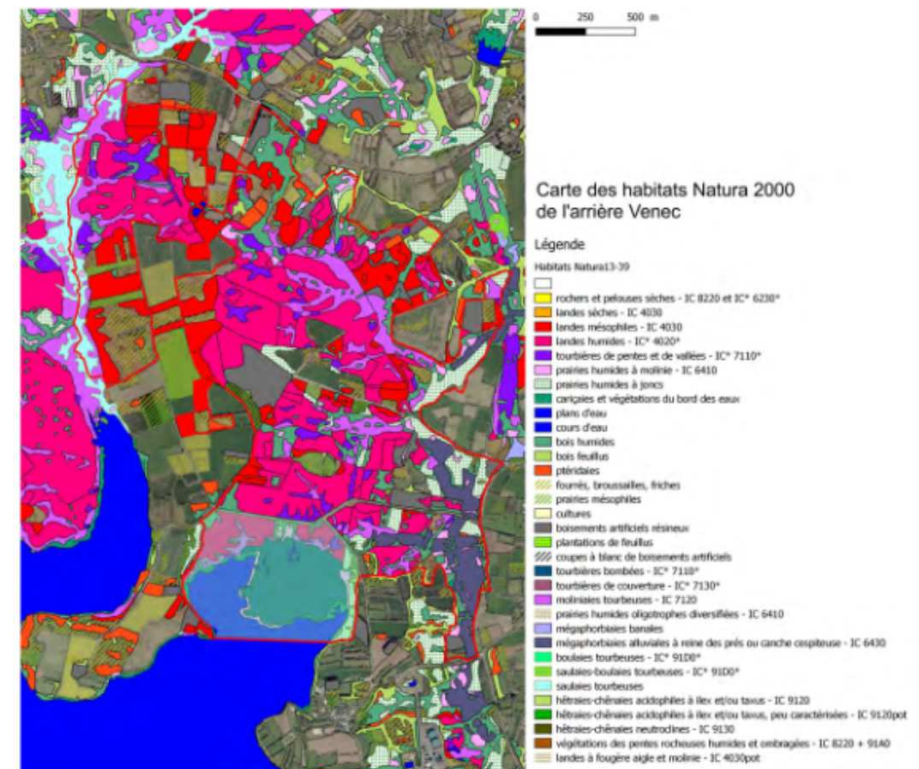 0 250 500 m
Carte des habitats Natura 2000
de l'arrière Venec
Légende
Habitats Natura13-39
rochers et pelouses sèches - IC 8220 et IC* 6230*
landes sèches - IC 4030
landes mésophiles - IC 4030
landes humides - IC* 4020*
tourbières de pentes et de vallées - IC* 7110*
prairies humides à molinie - IC 6410
prairies humides à joncs
cariçaies et végétations du bord des eaux
plans d'eau
cours d'eau
bois humides
bois feuillus
ptéridaies
fourrés, broussailles, friches
prairies mésophiles
cultures
boisements artificiels résineux
plantations de feuillus
coupes à blanc de boisements artificiels
tourbières bombées - IC* 7110*
tourbières de couverture - IC* 7130*
moliniaies tourbeuses - IC 7120
prairies humides oligotrophes diversifiées - IC 6410
mégaphorbiaies banales
mégaphorbiaies alluviales à reine des prés ou canche cespiteuse - IC 6430
boulaies tourbeuses - IC* 91D0*
saulaies-boulaies tourbeuses - IC* 91D0*
saulaies tourbeuses
hêtraies-chênaies acidophiles à ilex et/ou taxus - IC 9120
hêtraies-chênaies acidophiles à ilex et/ou taxus, peu caractérisées - IC 9120pot
hêtraies-chênaies neutroclines - IC 9130
végétations des pentes rocheuses humides et ombragées - IC 8220 + 91A0
landes à fougère aigle et molinie - IC 4030pot